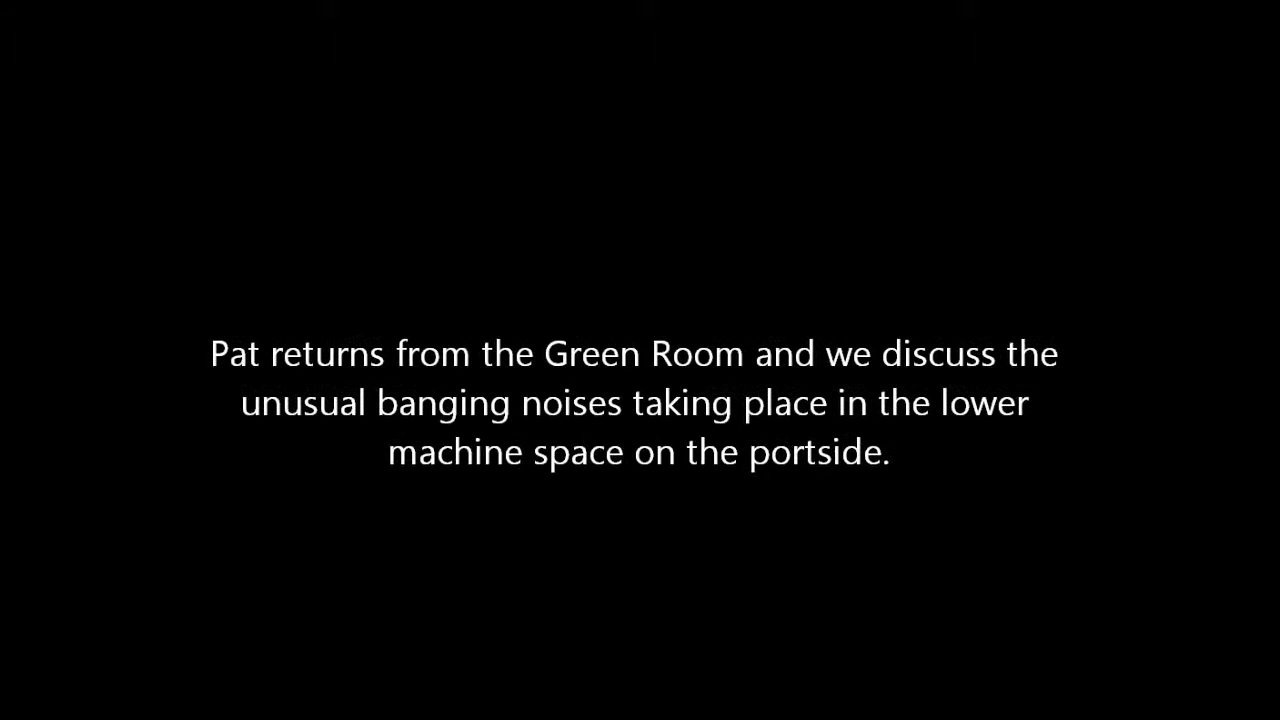 Pat returns from the Green Room and we discuss the
unusual banging noises taking place in the lower
machine space on the portside.